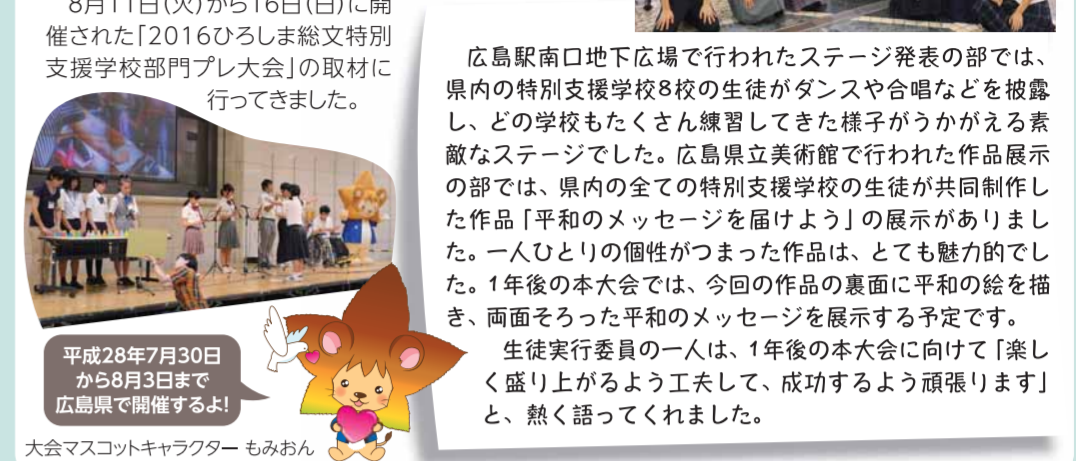 8月11日(火)から16日(日)に開
催された「2016ひろしま総文特別
支援学校部門プレ大会」の取材に
行ってきました。
平成28年7月30日
から8月3日まで
広島県で開催するよ!
大会マスコットキャラクター もみおん
広島駅南口地下広場で行われたステージ発表の部では、
県内の特別支援学校8校の生徒がダンスや合唱などを披露
し、どの学校もたくさん練習してきた様子がうかがえる素
敵なステージでした。広島県立美術館で行われた作品展示
の部では、県内の全ての特別支援学校の生徒が共同制作し
た作品「平和のメッセージを届けよう」の展示がありまし
た。一人ひとりの個性がつまった作品は、とても魅力的でし
た。1年後の本大会では、今回の作品の裏面に平和の絵を描
き、両面そろった平和のメッセージを展示する予定です。
生徒実行委員の一人は、1年後の本大会に向けて「楽し
く盛り上がるよう工夫して、成功するよう頑張ります」
と、熱く語ってくれました。